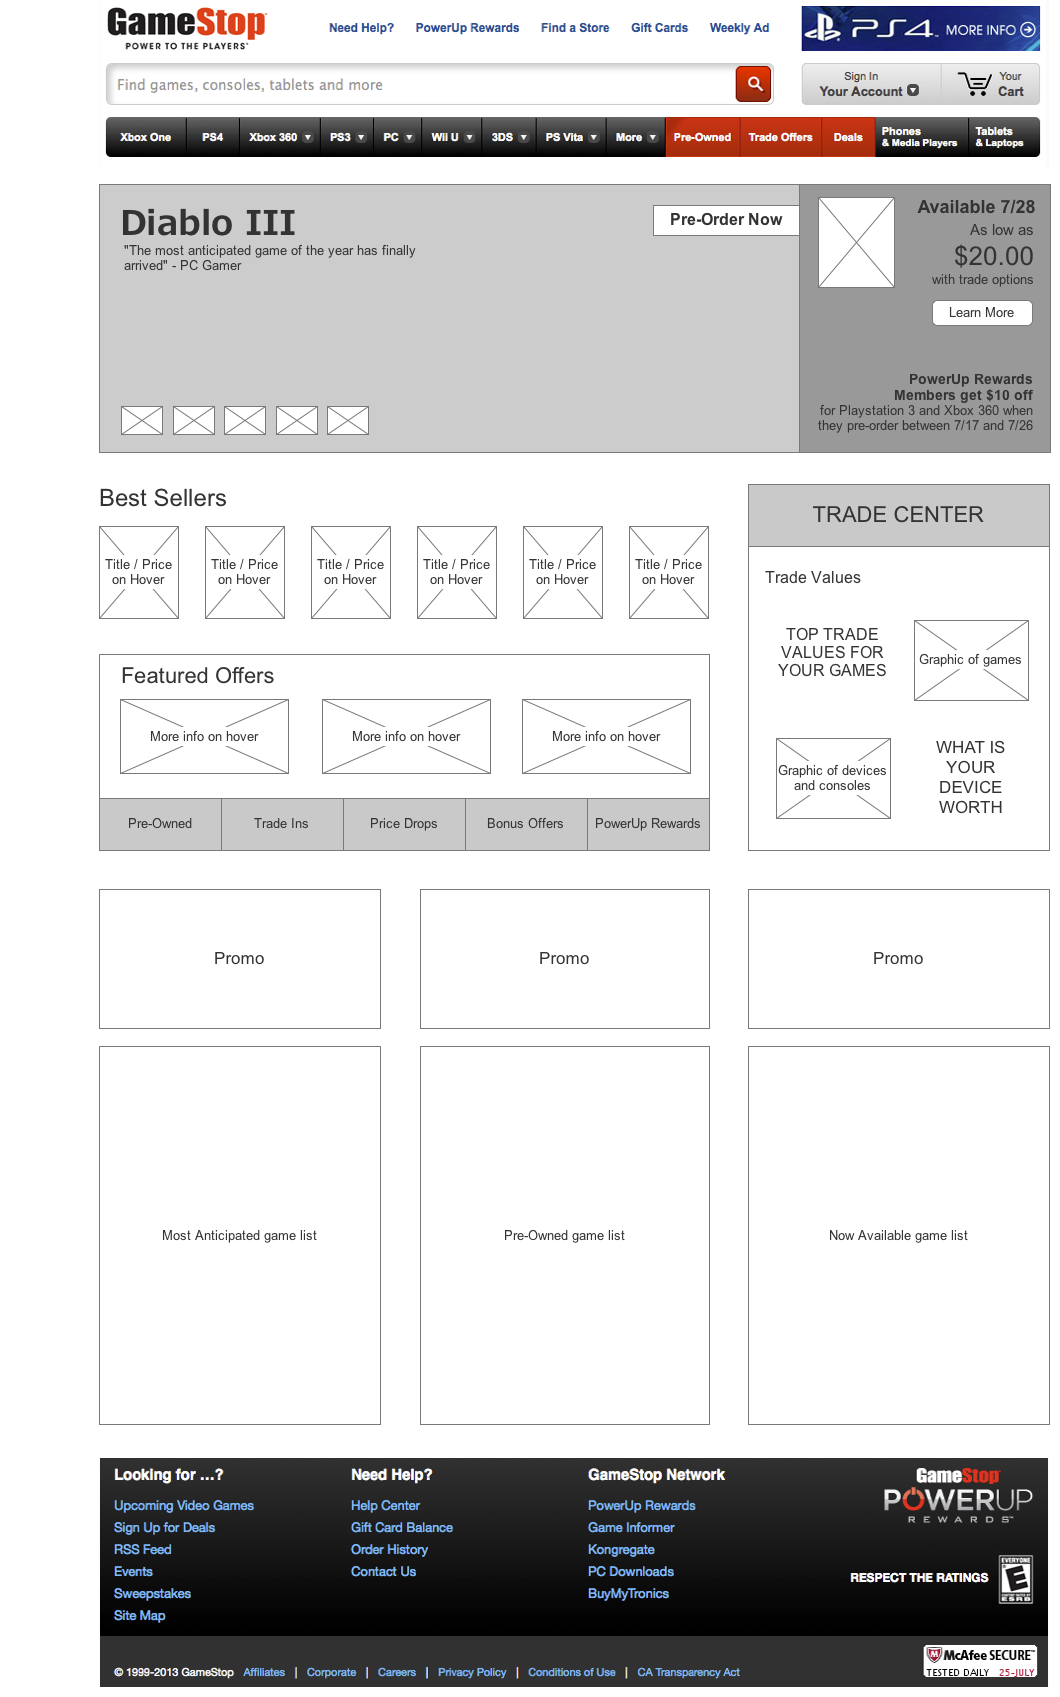 GameStop
POWER TO THE PLAYERS
Need Help? PowerUp Rewards Find a Store Gift Cards Weekly Ad
PS4 MORE INFO
Find games, consoles, tablets and more
Sign In
Your Account
Your
Cart
Xbox One PS4 Xbox 360 PS3 PC Wii U 3DS PS Vita More Pre-Owned Trade Offers Deals
Phones
& Media Players
Tablets
& Laptops
Diablo III
"The most anticipated game of the year has finally
arrived" - PC Gamer
Pre-Order Now
Available 7/28
As low as
$20.00
with trade options
Learn More
PowerUp Rewards
Members get $10 off
for Playstation 3 and Xbox 360 when
they pre-order between 7/17 and 7/26
Best Sellers
Title / Price
on Hover
Title / Price
on Hover
Title / Price
on Hover
Title / Price
on Hover
Title / Price
on Hover
Title / Price
on Hover
Featured Offers
More info on hover
More info on hover
More info on hover
Pre-Owned Trade Ins Price Drops Bonus Offers PowerUp Rewards
TRADE CENTER
Trade Values
TOP TRADE
VALUES FOR
YOUR GAMES
Graphic of games
Graphic of devices
and consoles
WHAT IS
YOUR
DEVICE
WORTH
Promo
Promo
Promo
Most Anticipated game list
Pre-Owned game list
Now Available game list
Looking for ...?
Upcoming Video Games
Sign Up for Deals
RSS Feed
Events
Sweepstakes
Site Map
Need Help?
Help Center
Gift Card Balance
Order History
Contact Us
GameStop Network
PowerUp Rewards
Game Informer
Kongregate
PC Downloads
BuyMyTronics
GameStop
POWERUP
REWARDS™
RESPECT THE RATINGS
EVERYONE
E
ESRB
© 1999-2013 GameStop Affiliates | Corporate | Careers | Privacy Policy | Conditions of Use | CA Transparency Act
McAfee SECURE™
TESTED DAILY 25-JULY